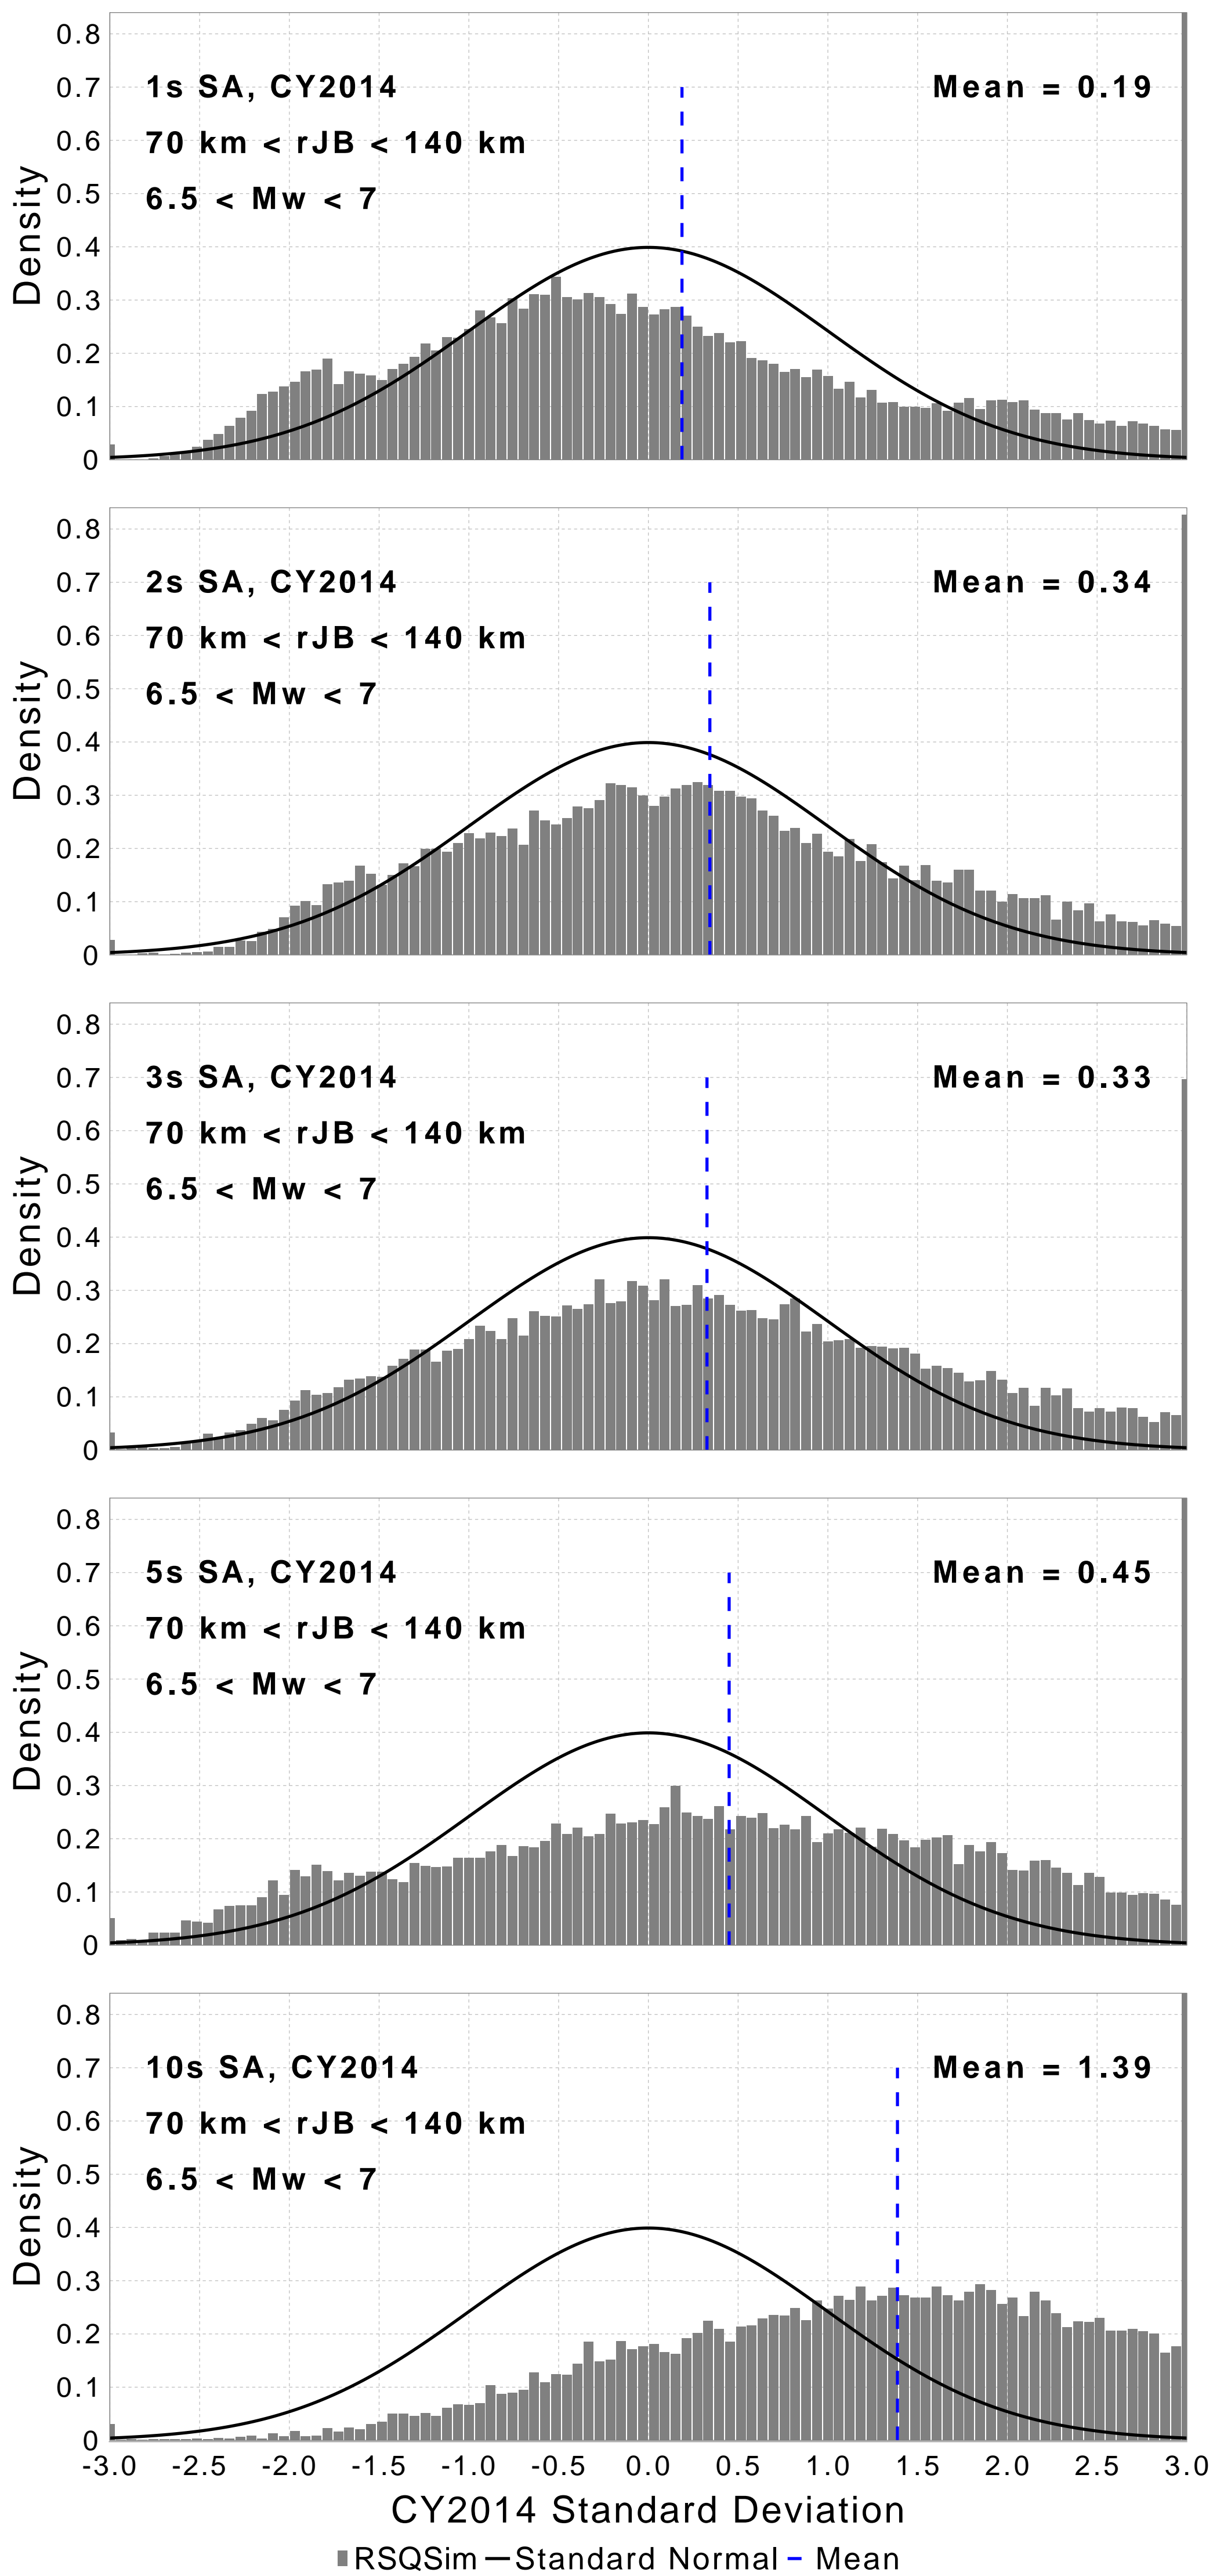 0.8
1s SA, CY2014 Mean = 0.19
0.7
70 km < rJB < 140 km
0.6
6.5 < Mw < 7
0.5
0.4
0.3
0.2
0.1
0
Density
0.8
2s SA, CY2014 Mean = 0.34
0.7
70 km < rJB < 140 km
0.6
6.5 < Mw < 7
0.5
0.4
0.3
0.2
0.1
0
Density
0.8
3s SA, CY2014 Mean = 0.33
0.7
70 km < rJB < 140 km
0.6
6.5 < Mw < 7
0.5
0.4
0.3
0.2
0.1
0
Density
0.8
5s SA, CY2014 Mean = 0.45
0.7
70 km < rJB < 140 km
0.6
6.5 < Mw < 7
0.5
0.4
0.3
0.2
0.1
0
Density
0.8
10s SA, CY2014 Mean = 1.39
0.7
70 km < rJB < 140 km
0.6
6.5 < Mw < 7
0.5
0.4
0.3
0.2
0.1
0
Density
-3.0 -2.5 -2.0 -1.5 -1.0 -0.5 0.0 0.5 1.0 1.5 2.0 2.5 3.0
CY2014 Standard Deviation
RSQSim Standard Normal Mean